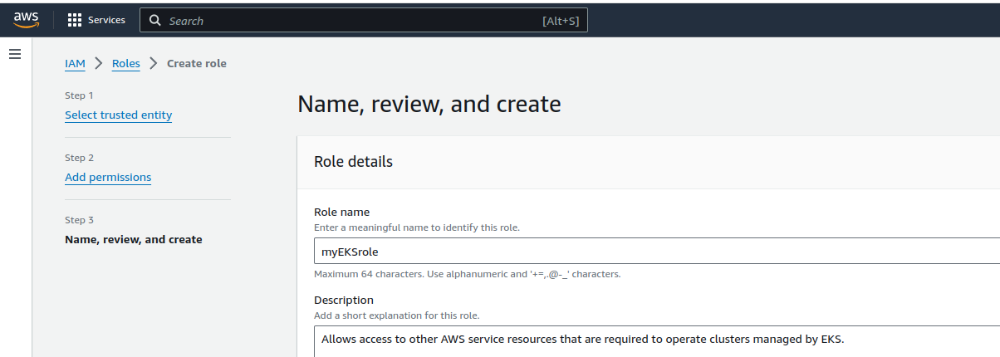 aws
Services
Search
[Alt+S]
IAM
Roles
Create role
Step 1
Select trusted entity
Step 2
Add permissions
Step 3
Name, review, and create
Name, review, and create
Role details
Role name
Enter a meaningful name to identify this role.
myEKSrole
Maximum 64 characters. Use alphanumeric and '+=,.@-_' characters.
Description
Add a short explanation for this role.
Allows access to other AWS service resources that are required to operate clusters managed by EKS.